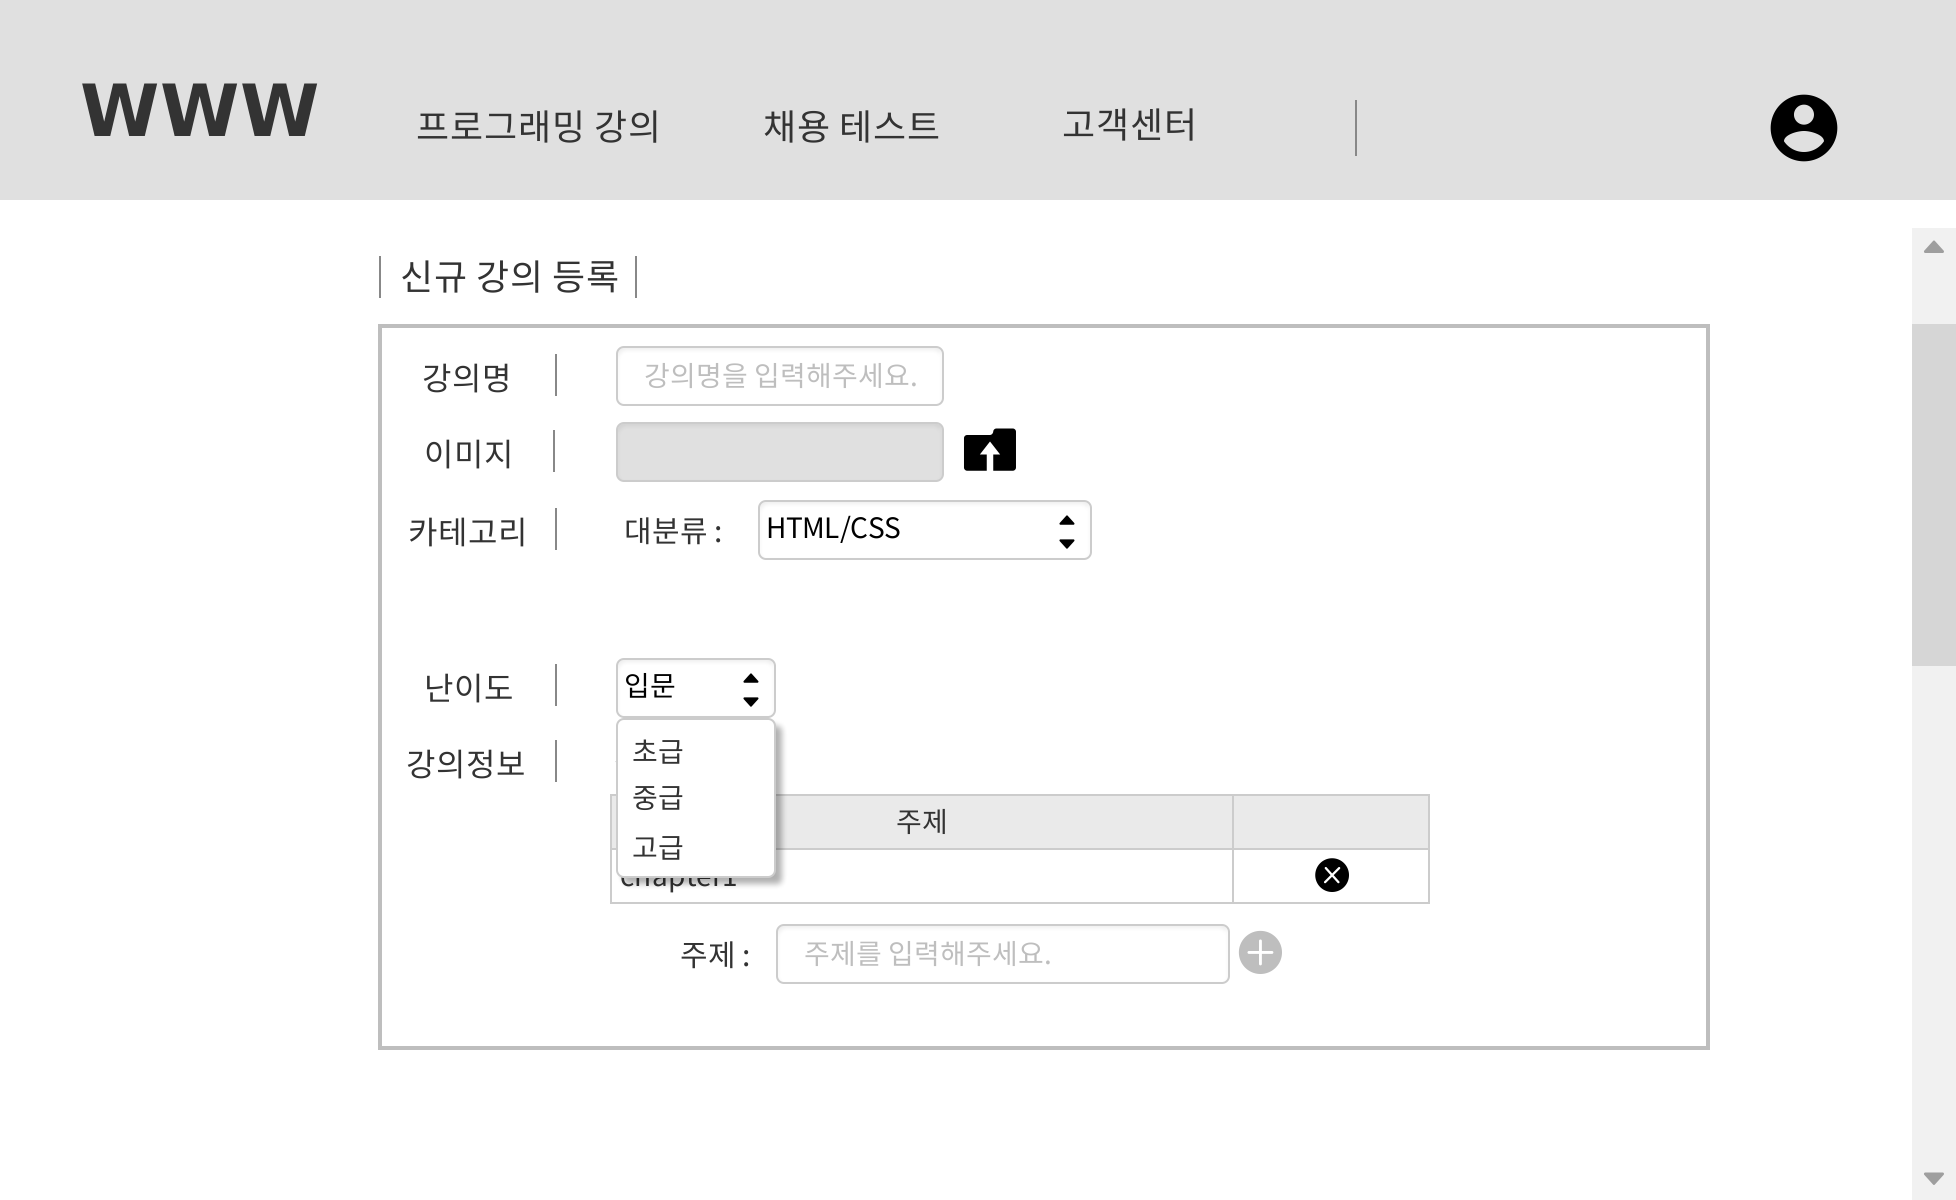 WWW
프로그래밍 강의
채용 테스트
고객센터
신규 강의 등록
강의명
강의명을 입력해주세요.
이미지
카테고리
대분류 :
HTML/CSS
난이도
입문
초급
중급
고급
강의정보
주제
chapter1
주제 :
주제를 입력해주세요.